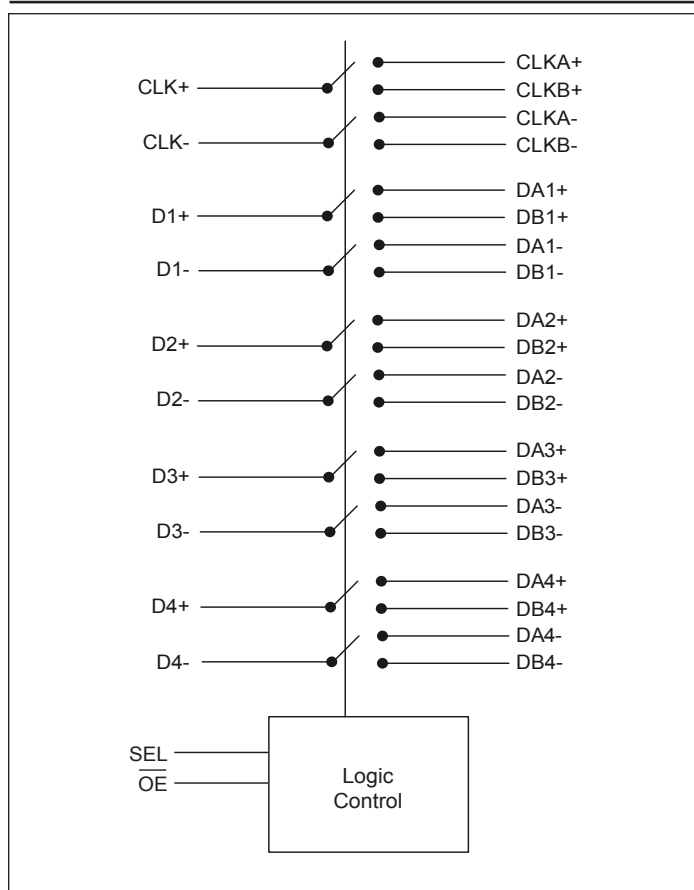 CLKA+
CLK+
CLKB+
CLKA-
CLK-
CLKB-
DA1+
D1+
DB1+
DA1-
D1-
DB1-
DA2+
D2+
DB2+
DA2-
D2-
DB2-
DA3+
D3+
DB3+
DA3-
D3-
DB3-
DA4+
D4+
DB4+
DA4-
D4-
DB4-
SEL
O̅E̅
Logic
Control